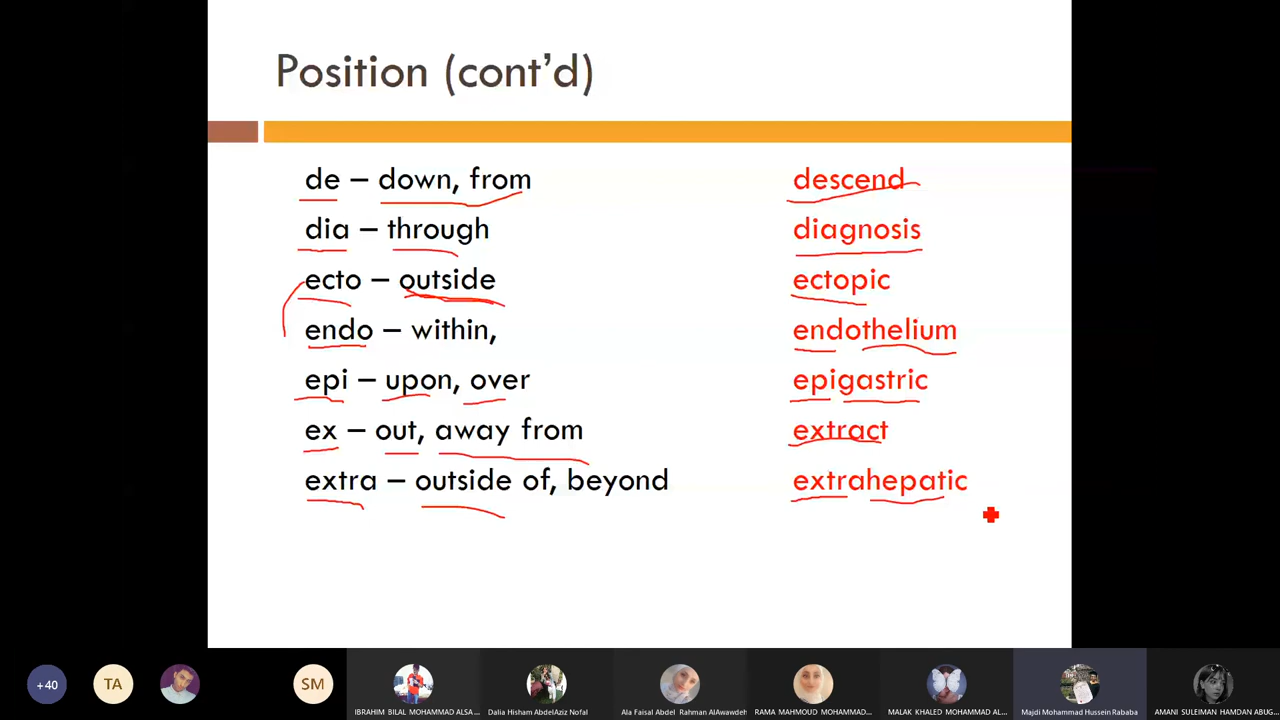 Position (cont'd)
de – down, from descend
dia – through diagnosis
ecto – outside ectopic
endo – within, endothelium
epi – upon, over epigastric
ex – out, away from extract
extra – outside of, beyond extrahepatic
+40 TA SM
IBRAHIM BILAL MOHAMMAD ALSA... Dalia Hisham AbdelAziz Nofal Ala Faisal Abdel Rahman AlAwawdeh RAMA MAHMOUD MOHAMMAD... MALAK KHALED MOHAMMAD AL... Majdi Mohammad Hussein Rababa AMANI SULEIMAN HAMDAN ABUG...